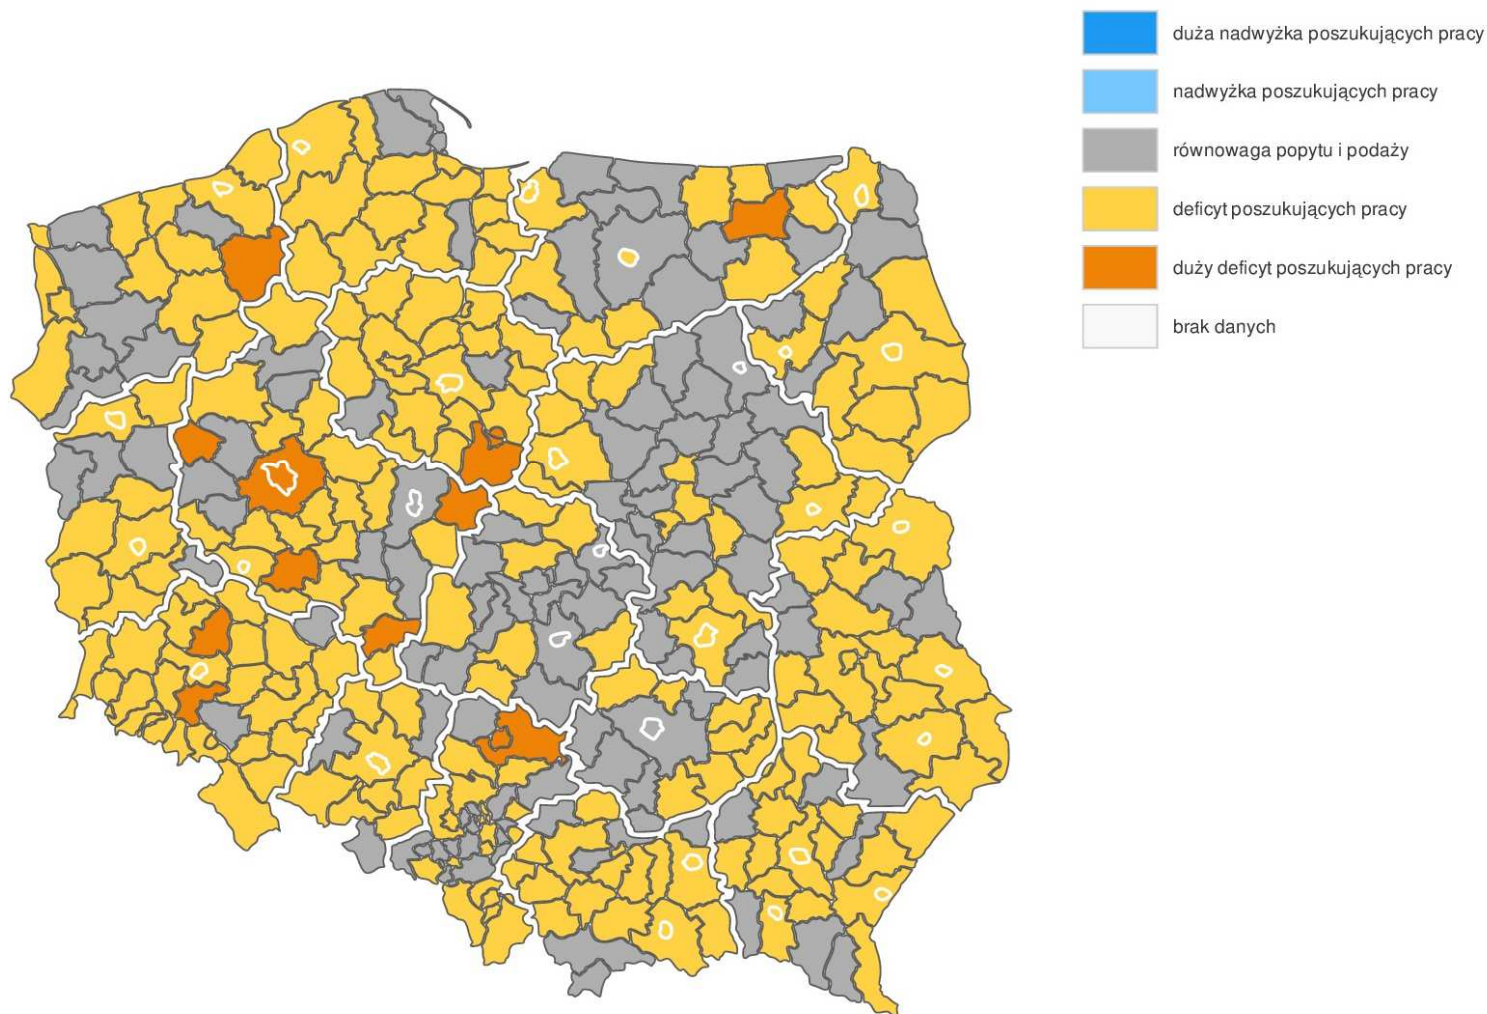 duża nadwyżka poszukujących pracy
nadwyżka poszukujących pracy
równowaga popytu i podaży
deficyt poszukujących pracy
duży deficyt poszukujących pracy
brak danych